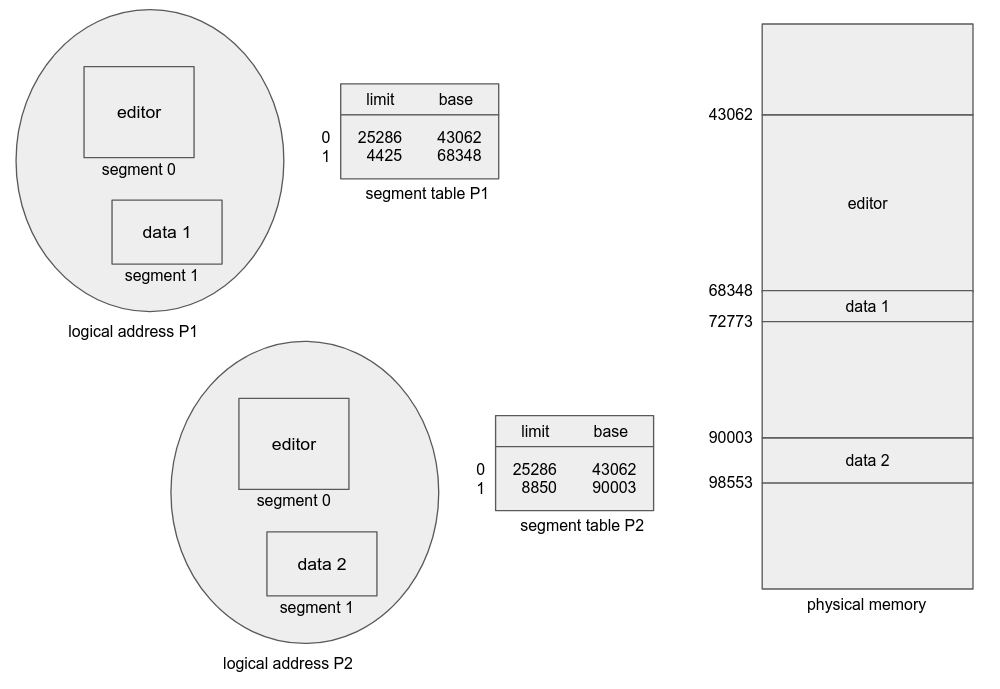 editor
segment 0
data 1
segment 1
logical address P1
limit base
0 25286 43062
1 4425 68348
segment table P1
editor
segment 0
data 2
segment 1
logical address P2
limit base
0 25286 43062
1 8850 90003
segment table P2
43062
editor
68348
data 1
72773
90003
data 2
98553
physical memory